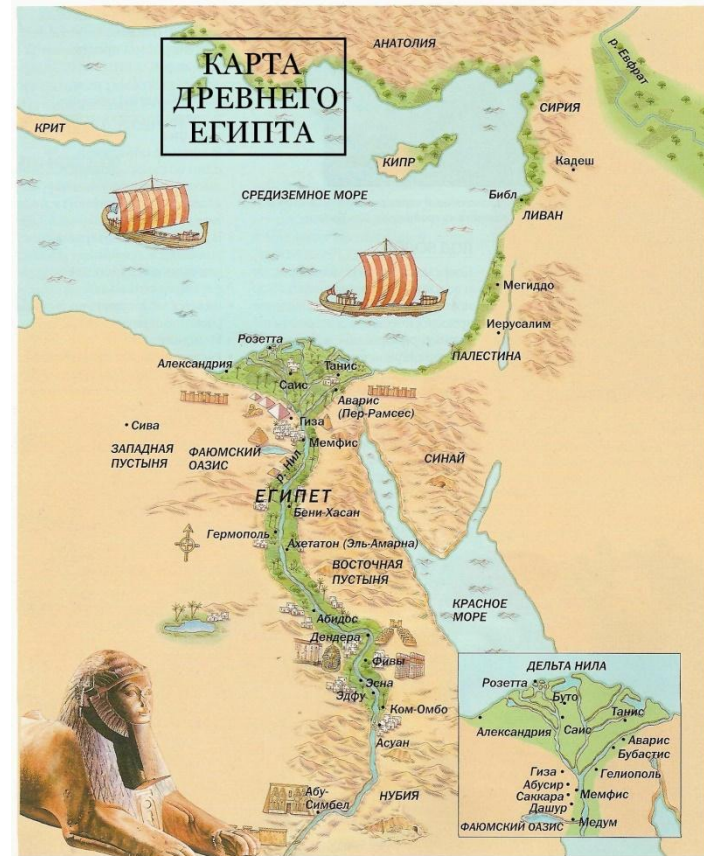 КАРТА
ДРЕВНЕГО
ЕГИПТА
АНАТОЛИЯ
р. Евфрат
СИРИЯ
КРИТ
КИПР
Кадеш
СРЕДИЗЕМНОЕ МОРЕ
Библ
ЛИВАН
Мегиддо
Иерусалим
ПАЛЕСТИНА
Розетта
Александрия
Танис
Саис
Аварис
(Пер-Рамсес)
Гиза
Сива
Мемфис
ЗАПАДНАЯ
ПУСТЫНЯ
ФАЮМСКИЙ
ОАЗИС
р. Нил
СИНАЙ
ЕГИПЕТ
Бени-Хасан
Гермополь
Ахетатон (Эль-Амарна)
ВОСТОЧНАЯ
ПУСТЫНЯ
КРАСНОЕ
МОРЕ
Абидос
Дендера
Фивы
Эсна
Эдфу
Ком-Омбо
Асуан
Абу-
Симбел
НУБИЯ
ДЕЛЬТА НИЛА
Розетта
Буто
Танис
Александрия
Саис
Аварис
Бубастис
Гиза
Гелиополь
Абусир
Саккара
Мемфис
Дашур
Медум
ФАЮМСКИЙ ОАЗИС